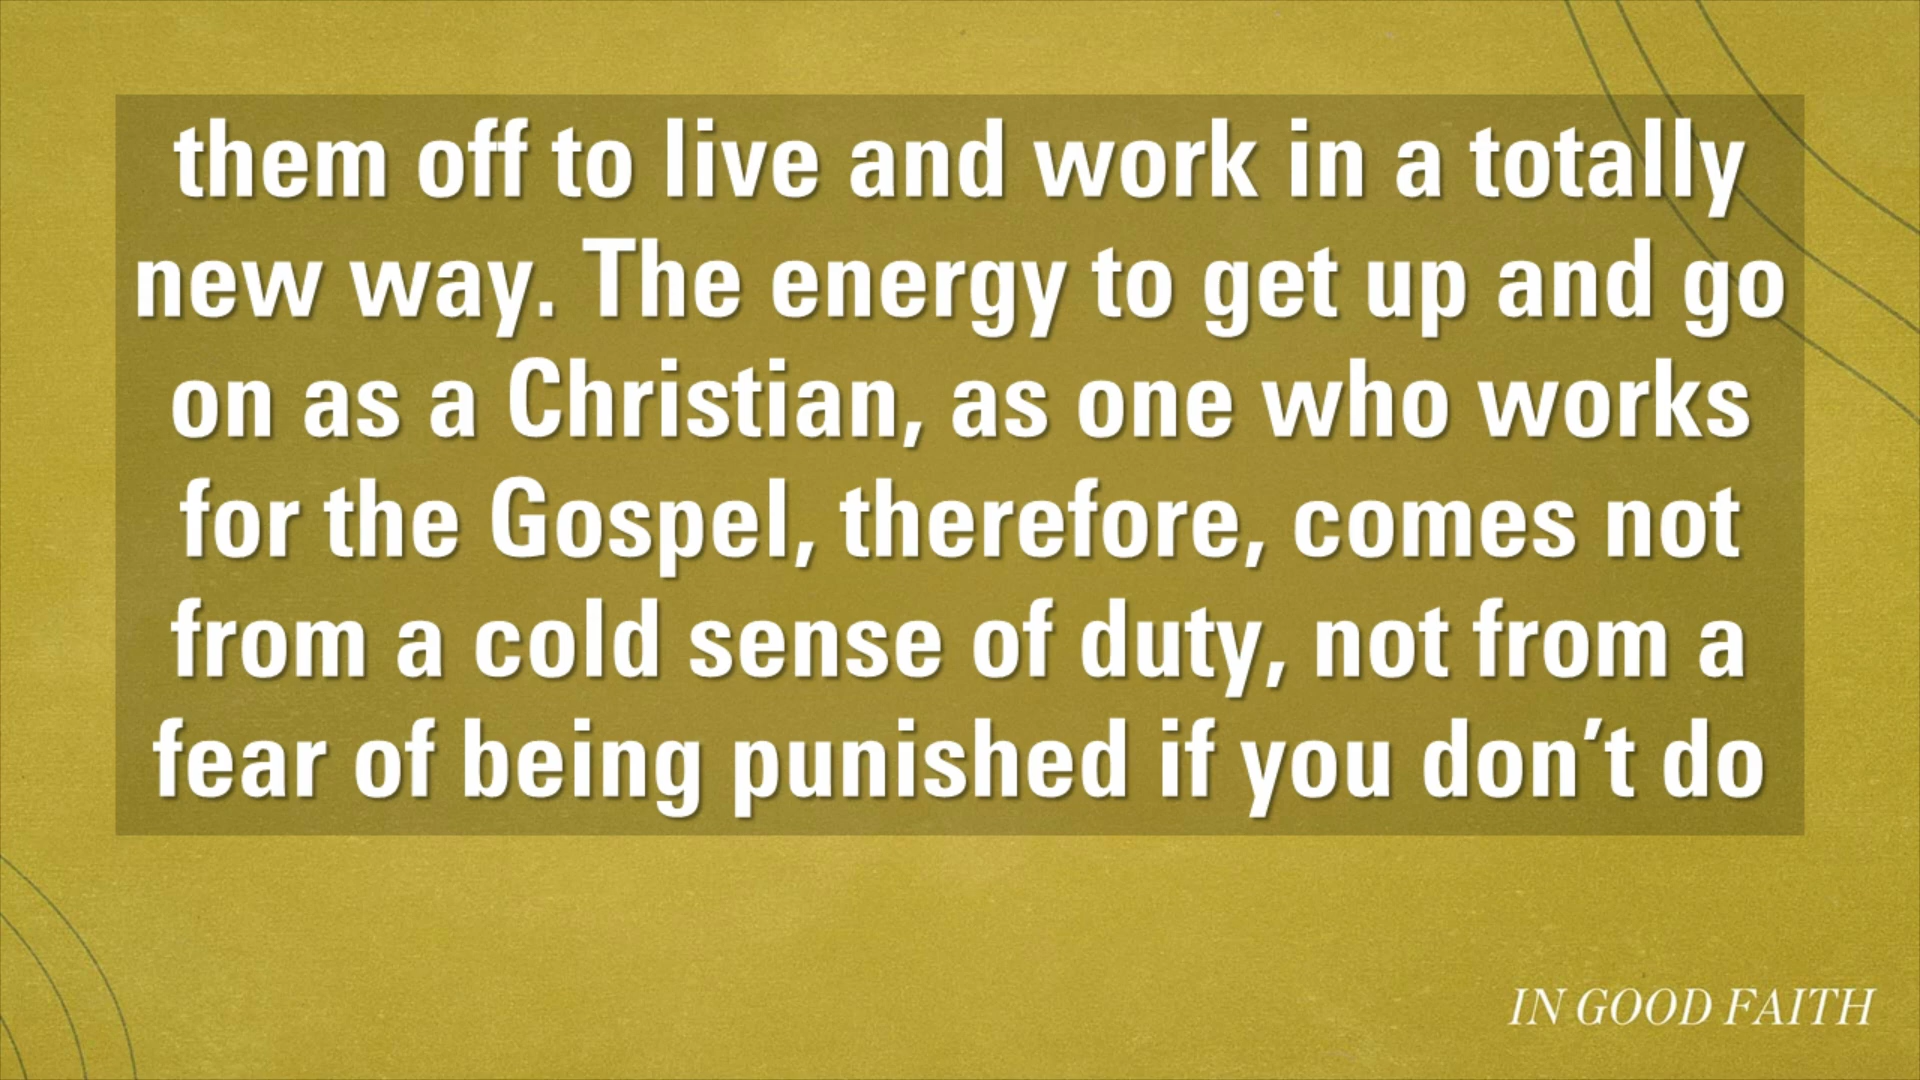 them off to live and work in a totally
new way. The energy to get up and go
on as a Christian, as one who works
for the Gospel, therefore, comes not
from a cold sense of duty, not from a
fear of being punished if you don’t do
IN GOOD FAITH